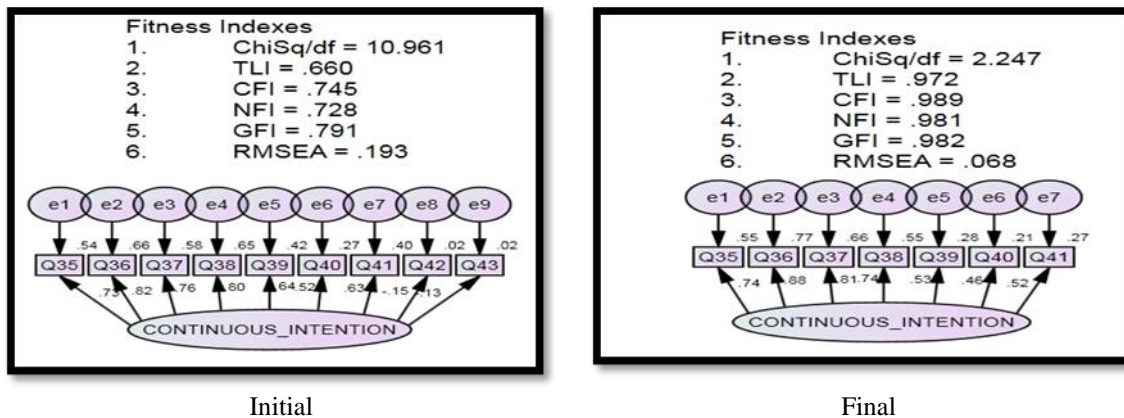 Fitness Indexes
1. ChiSq/df = 10.961
2. TLI = .660
3. CFI = .745
4. NFI = .728
5. GFI = .791
6. RMSEA = .193
e1 e2 e3 e4 e5 e6 e7 e8 e9
.54 .66 .58 .65 .42 .27 .40 .02 .02
Q35 Q36 Q37 Q38 Q39 Q40 Q41 Q42 Q43
.73 .82 .76 .80 .64 .52 .63 -.15 -.13
CONTINUOUS_INTENTION
Initial
Fitness Indexes
1. ChiSq/df = 2.247
2. TLI = .972
3. CFI = .989
4. NFI = .981
5. GFI = .982
6. RMSEA = .068
e1 e2 e3 e4 e5 e6 e7
.55 .77 .66 .55 .28 .21 .27
Q35 Q36 Q37 Q38 Q39 Q40 Q41
.74 .88 .81 .74 .53 .46 .52
CONTINUOUS_INTENTION
Final